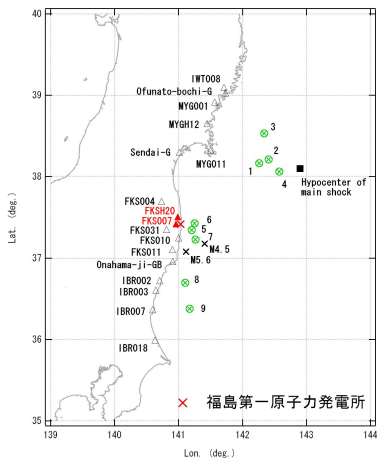 40
IWT008
Ofunato-bochi-G
39
MYG001
3
MYGH12
Sendai-G
MYG011
2
1
38
4
Hypocenter of
main shock
FKS004
FKSH20
FKS007
6
FKS031
5
FKS010
7
M4.5
FKS011
M5.6
37
Onahama-ji-GB
IBR002
8
IBR003
IBR007
9
36
IBR018
× 福島第一原子力発電所
35
139 140 141 142 143 144
Lat. (deg.)
Lon. (deg.)